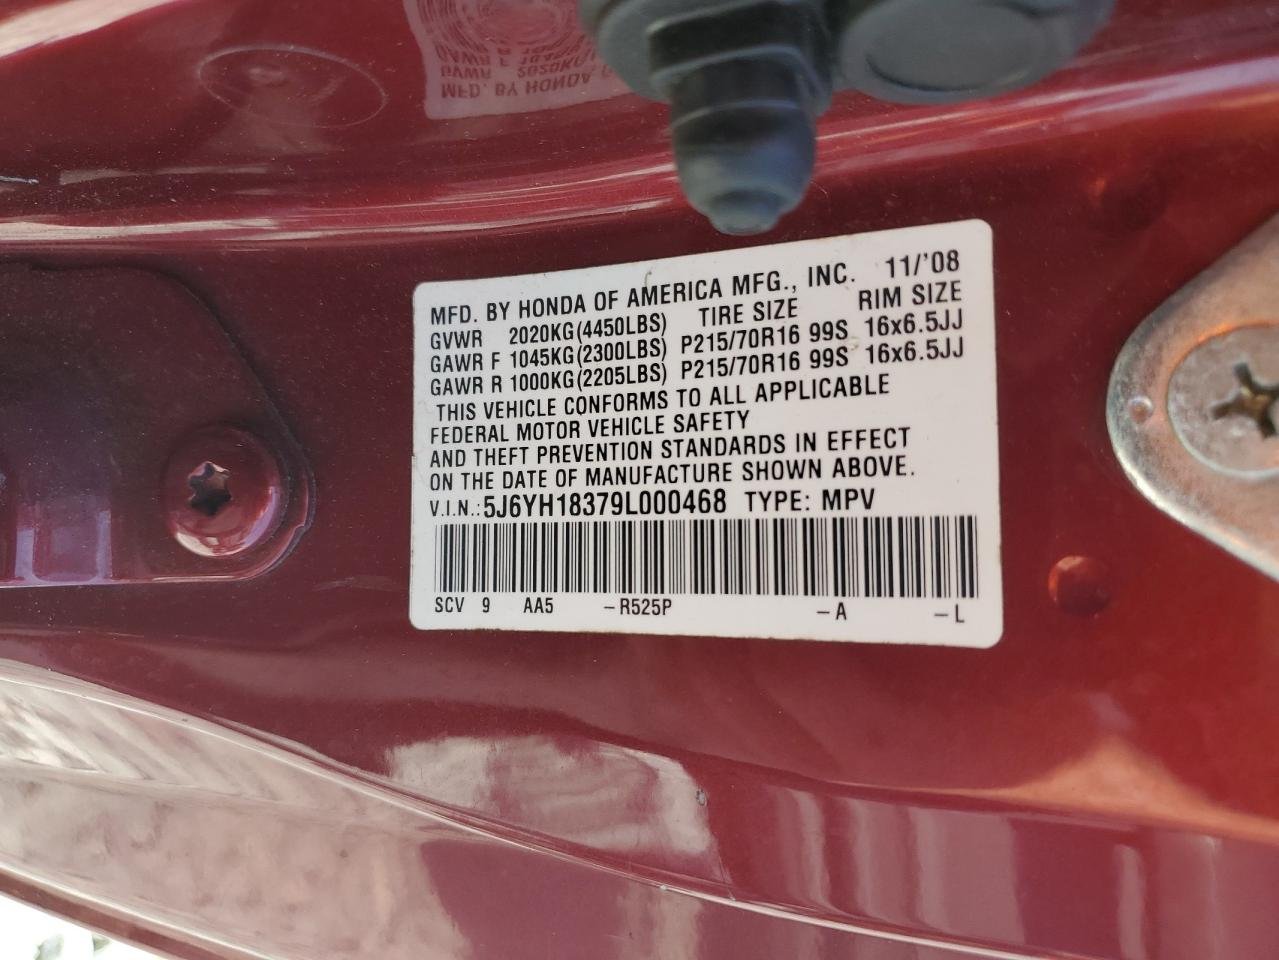 MFD. BY HONDA OF AMERICA MFG., INC. 11/'08
GVWR 2020KG(4450LBS) TIRE SIZE RIM SIZE
GAWR F 1045KG(2300LBS) P215/70R16 99S 16x6.5JJ
GAWR R 1000KG(2205LBS) P215/70R16 99S 16x6.5JJ
THIS VEHICLE CONFORMS TO ALL APPLICABLE
FEDERAL MOTOR VEHICLE SAFETY
AND THEFT PREVENTION STANDARDS IN EFFECT
ON THE DATE OF MANUFACTURE SHOWN ABOVE.
V.I.N.:5J6YH18379L000468 TYPE: MPV
SCV 9 AA5 -R525P -A -L